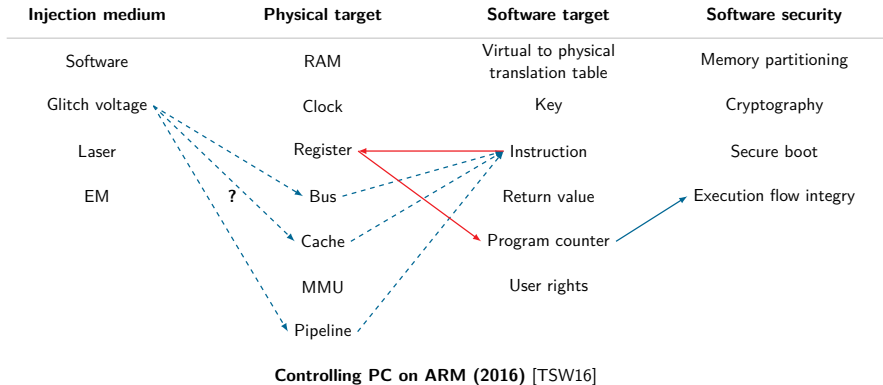 Injection medium Physical target Software target Software security
Software RAM Virtual to physical translation table Memory partitioning
Glitch voltage Clock Key Cryptography
Laser Register Instruction Secure boot
EM ? Bus Return value Execution flow integry
Cache Program counter
MMU User rights
Pipeline
Controlling PC on ARM (2016) [TSW16]